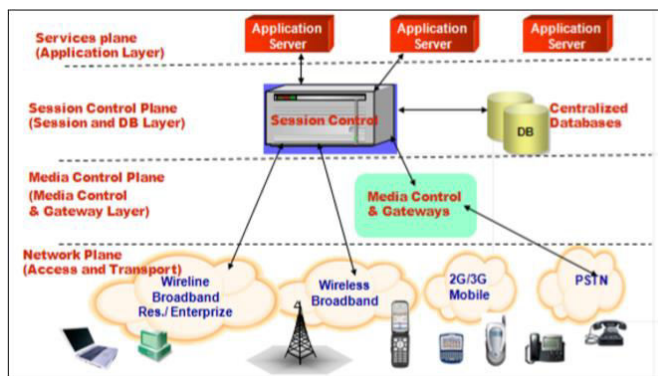 Services plane
(Application Layer)
Application
Server
Application
Server
Application
Server
Session Control Plane
(Session and DB Layer)
Session Control
DB
Centralized
Databases
Media Control Plane
(Media Control
& Gateway Layer)
Media Control
& Gateways
Network Plane
(Access and Transport)
Wireline
Broadband
Res./ Enterprize
Wireless
Broadband
2G/3G
Mobile
PSTN